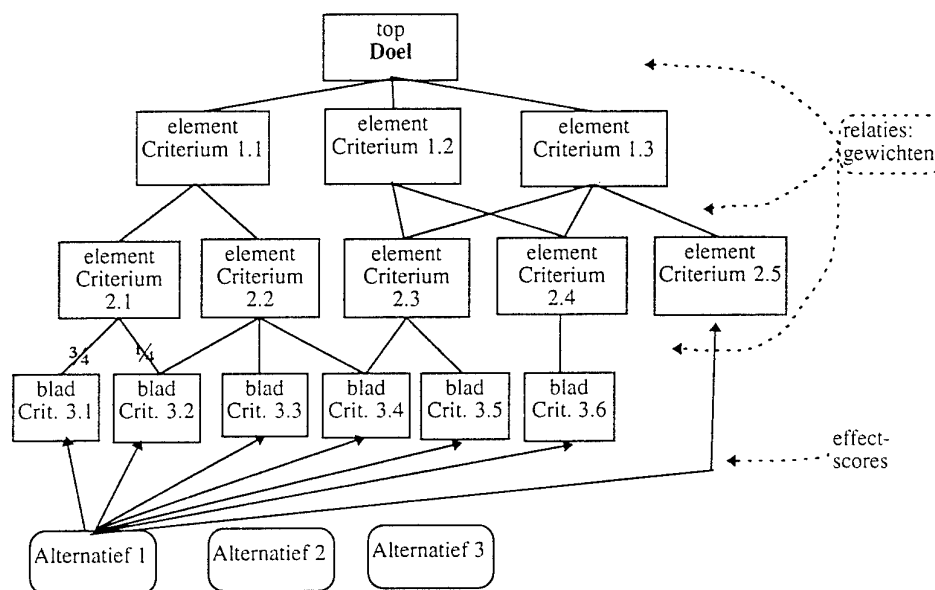 top
Doel
element
Criterium 1.1
element
Criterium 1.2
element
Criterium 1.3
relaties:
gewichten
element
Criterium
2.1
element
Criterium
2.2
element
Criterium
2.3
element
Criterium
2.4
element
Criterium 2.5
3/4
1/4
blad
Crit. 3.1
blad
Crit. 3.2
blad
Crit. 3.3
blad
Crit. 3.4
blad
Crit. 3.5
blad
Crit. 3.6
effect-
scores
Alternatief 1
Alternatief 2
Alternatief 3